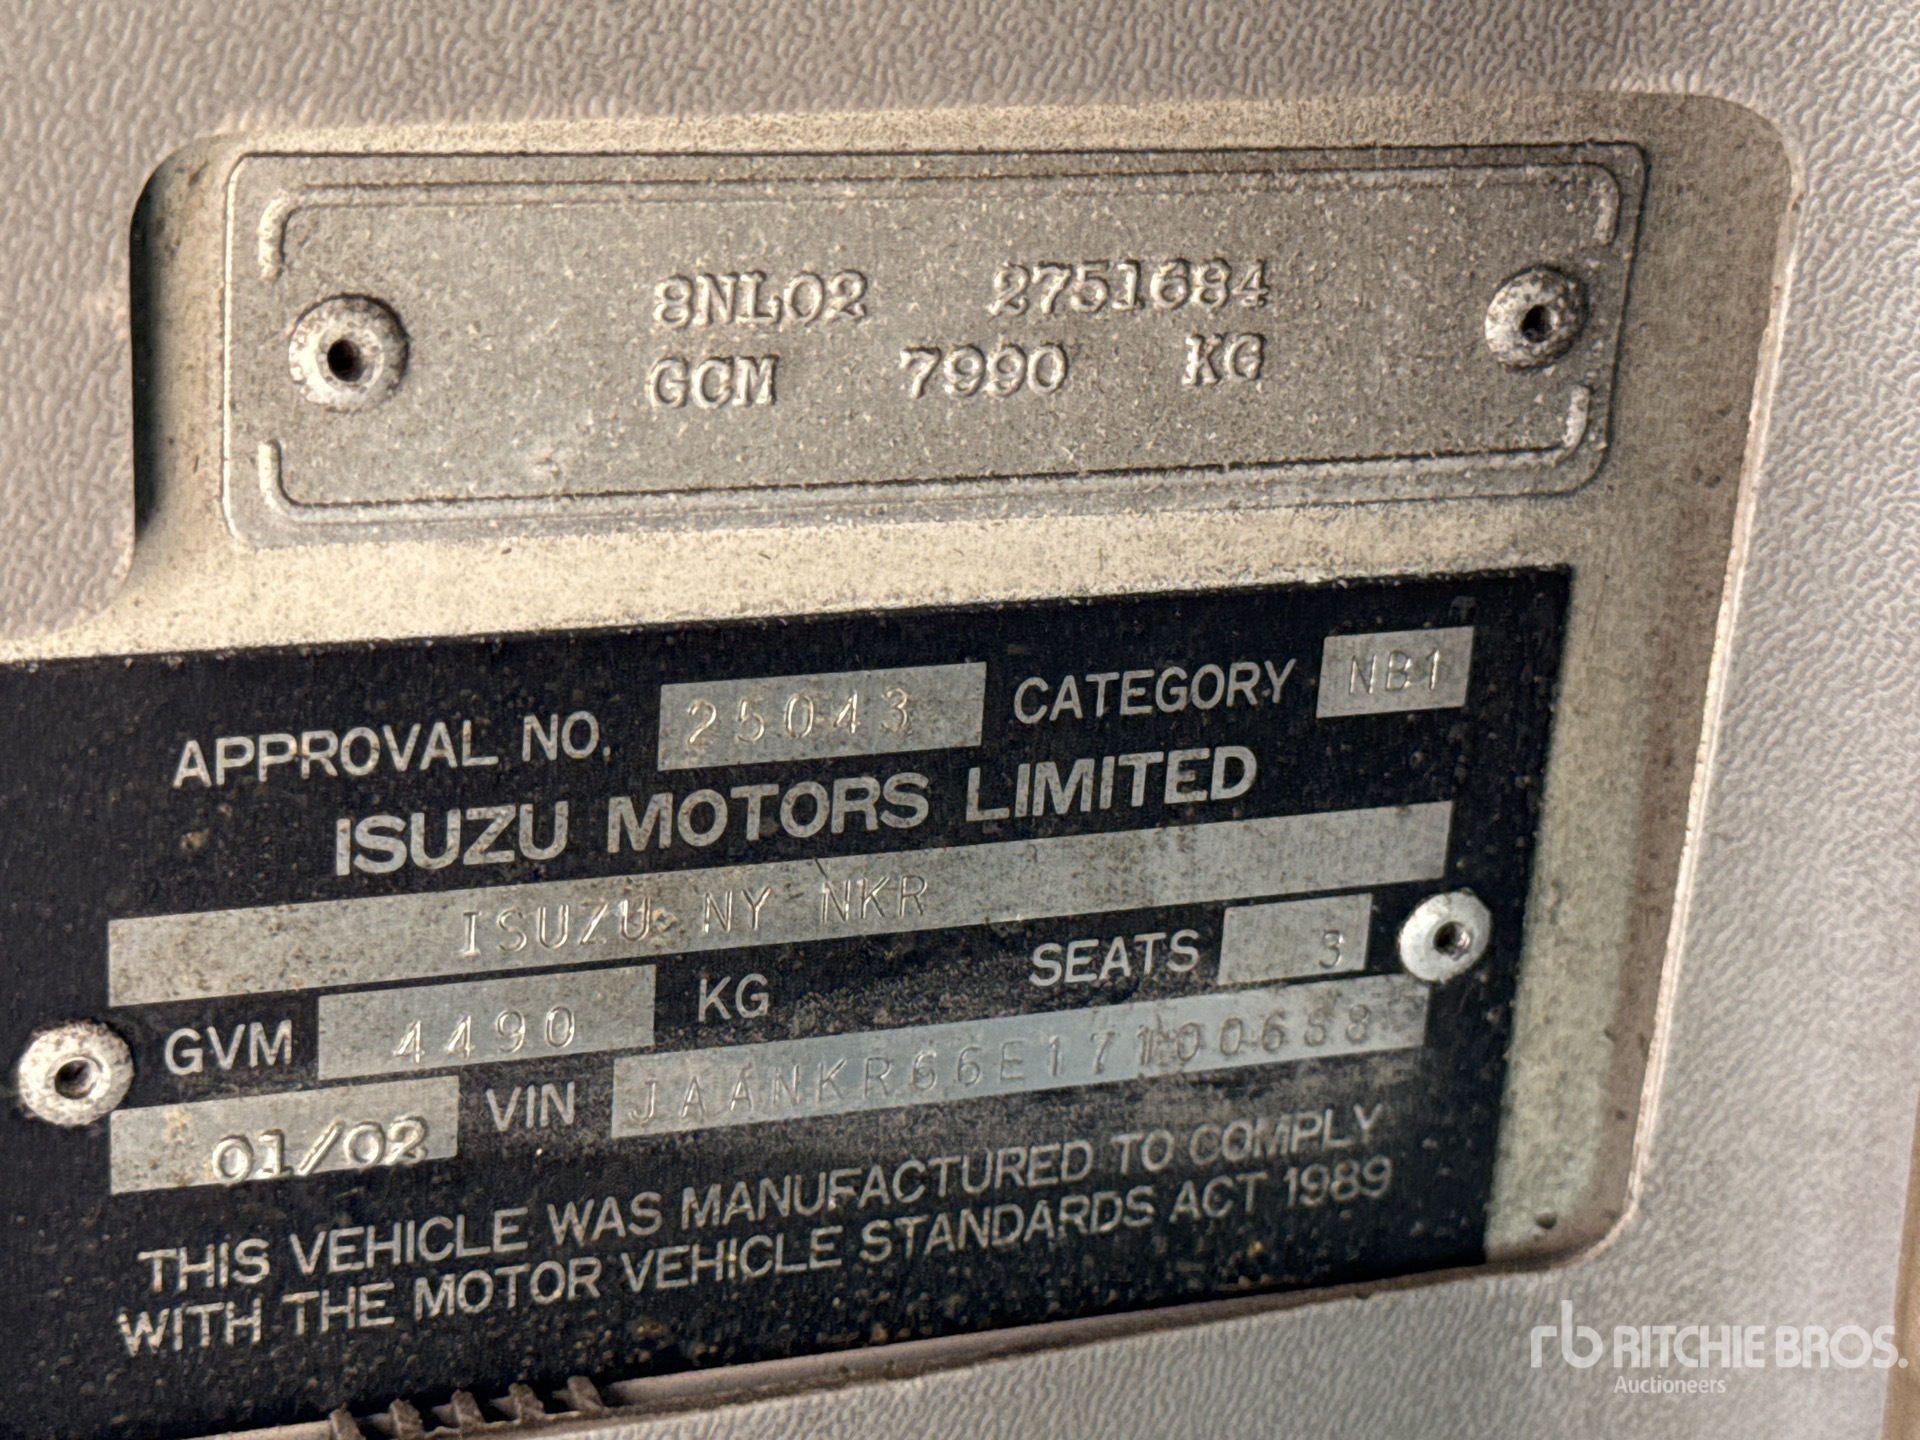 8NL02 2751684
GCM 7990 KG
APPROVAL NO. 25043 CATEGORY NB1
ISUZU MOTORS LIMITED
ISUZU NY NKR
GVM 4490 KG SEATS 3
01/02 VIN JAANKR66E17100688
THIS VEHICLE WAS MANUFACTURED TO COMPLY
WITH THE MOTOR VEHICLE STANDARDS ACT 1989
rb RITCHIE BROS.
Auctioneers